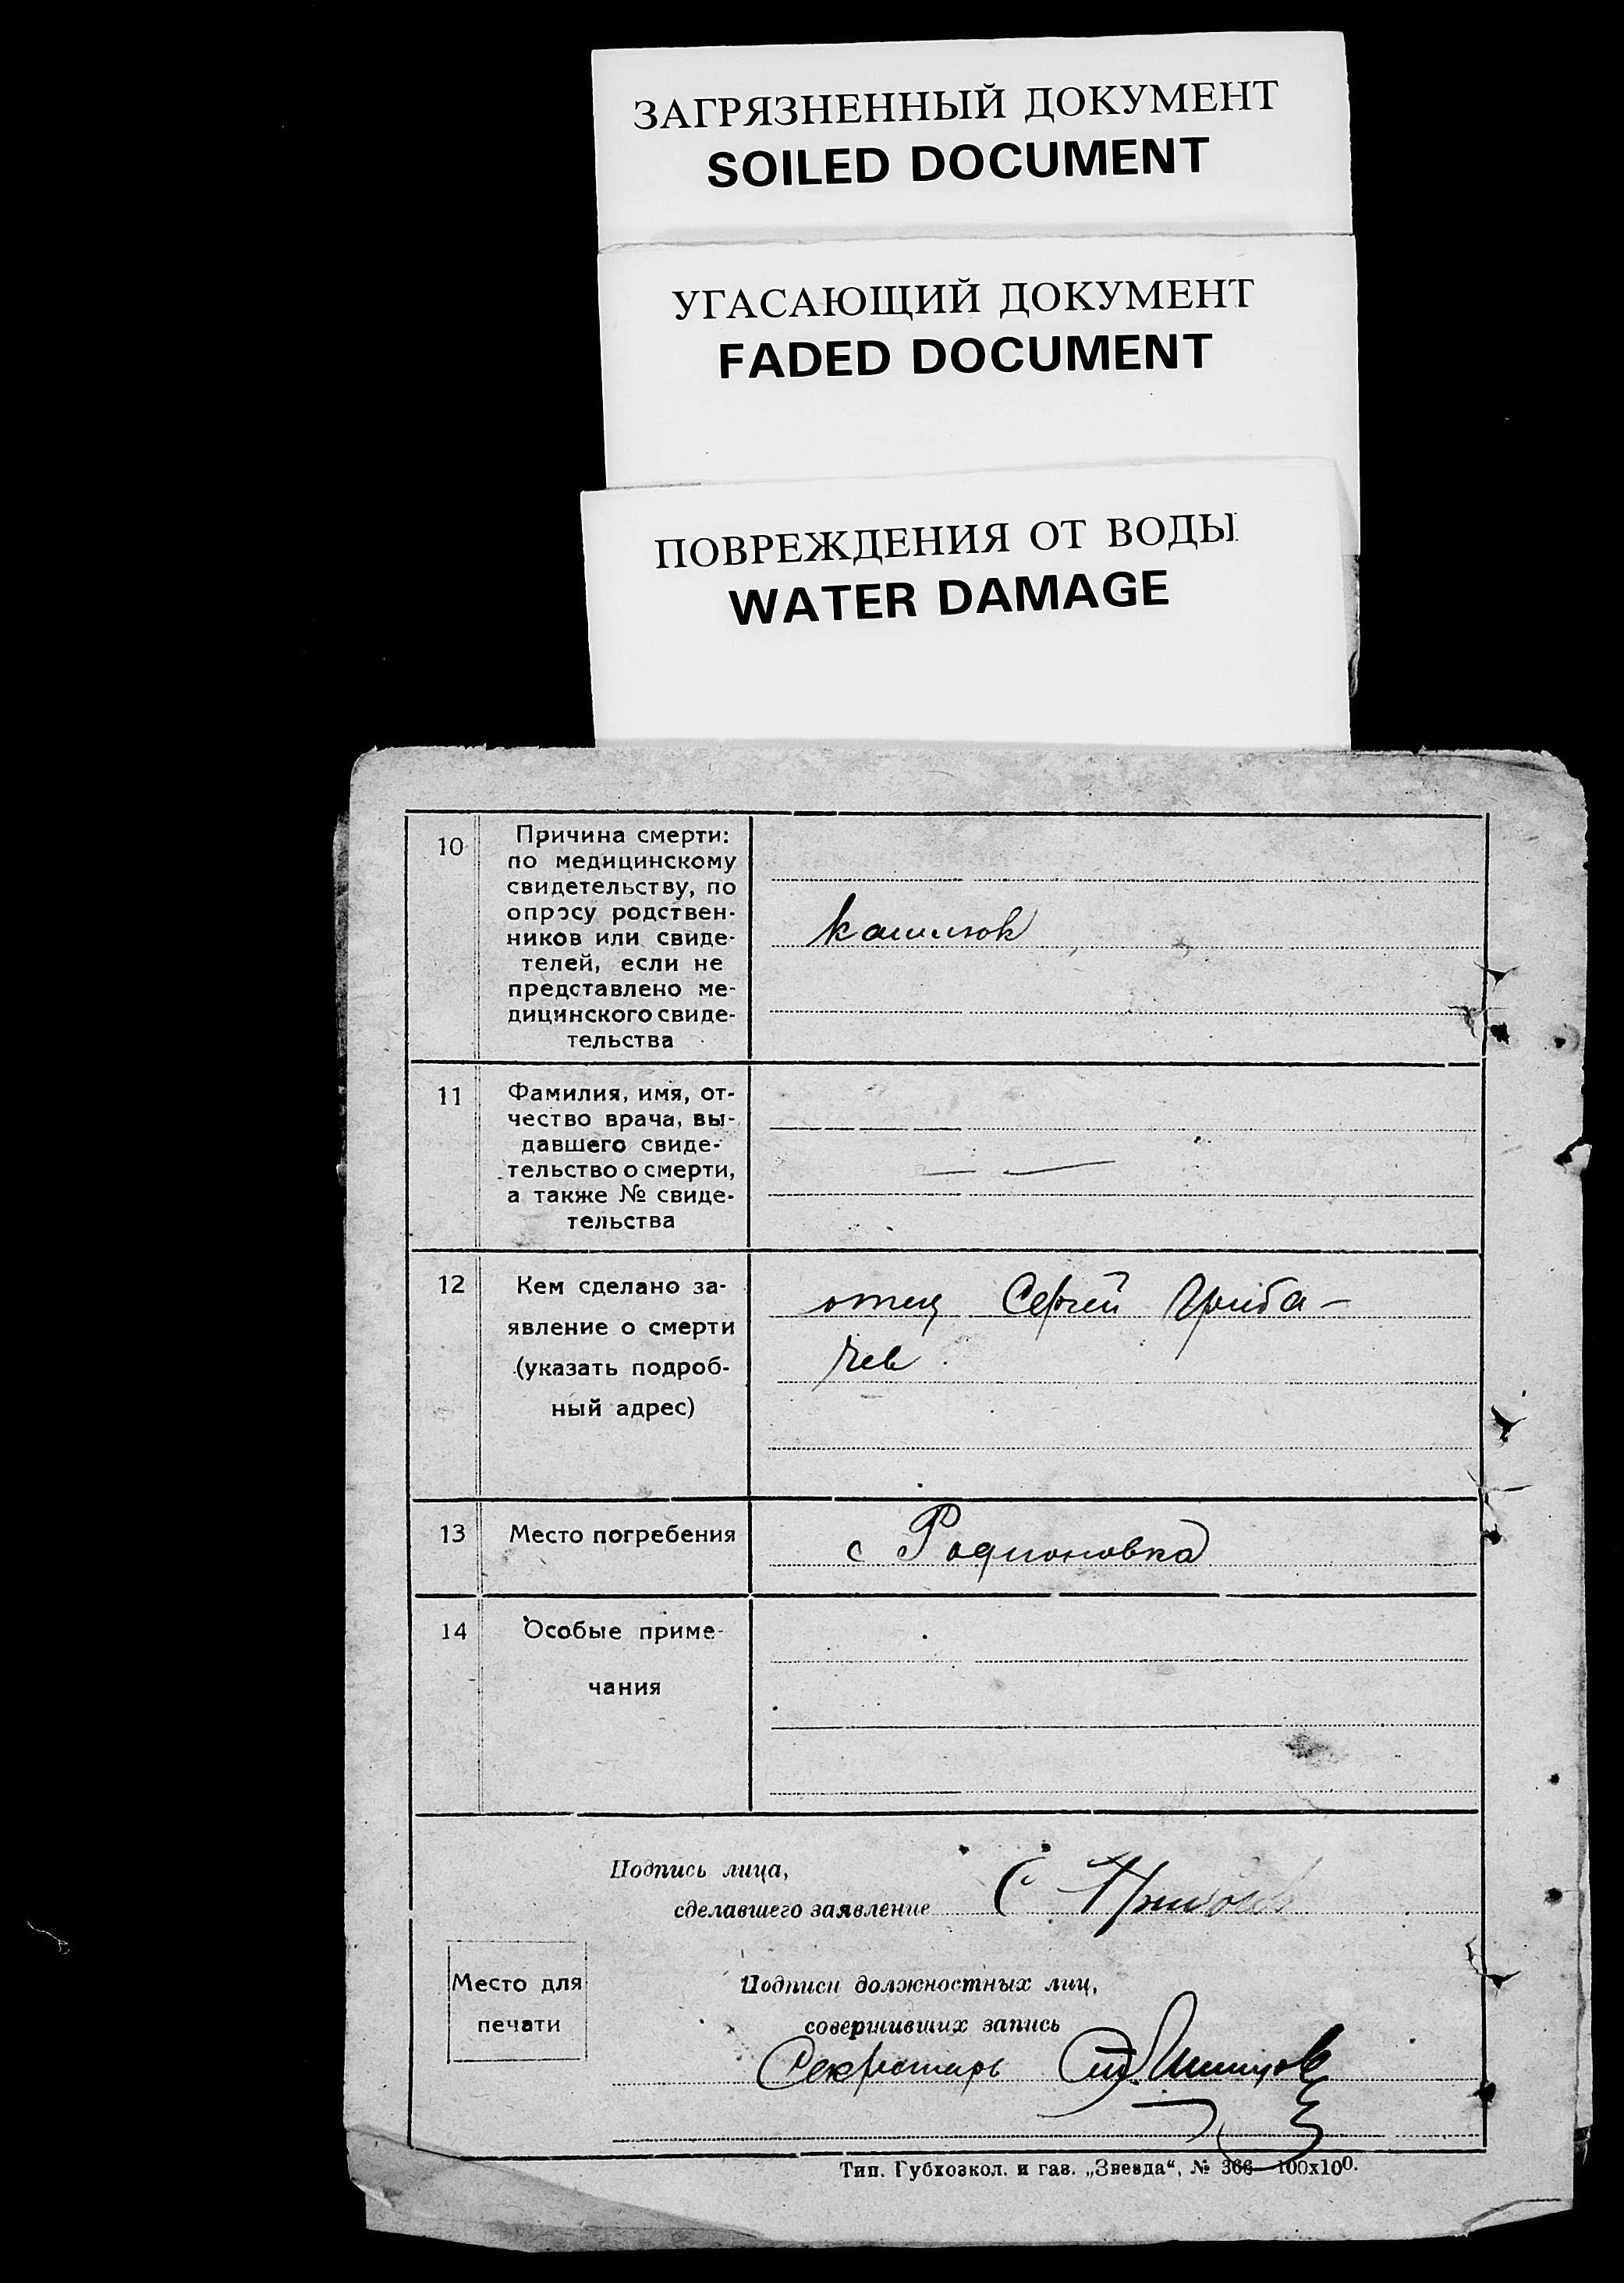 ЗАГРЯЗНЕННЫЙ ДОКУМЕНТ
SOILED DOCUMENT
УГАСАЮЩИЙ ДОКУМЕНТ
FADED DOCUMENT
ПОВРЕЖДЕНИЯ ОТ ВОДЫ
WATER DAMAGE
10
Причина смерти:
по медицинскому
свидетельству, по
опросу родствен-
ников или свиде-
телей, если не
представлено ме-
дицинского свиде-
тельства
кашлюк
11
Фамилия, имя, от-
чество врача, вы-
давшего свиде-
тельство о смерти,
а также № свиде-
тельства
12
Кем сделано за-
явление о смерти
(указать подроб-
ный адрес)
отец Сергей Гриба-
чев
13
Место погребения
с Родионовка
14
Особые приме-
чания
Подпись лица,
сделавшего заявление С
Место для
печати
Подписи должностных лиц,
совершивших запись
Секретарь
Тип. Губхозкол. и газ. „Звезда“, № 366—100х100.